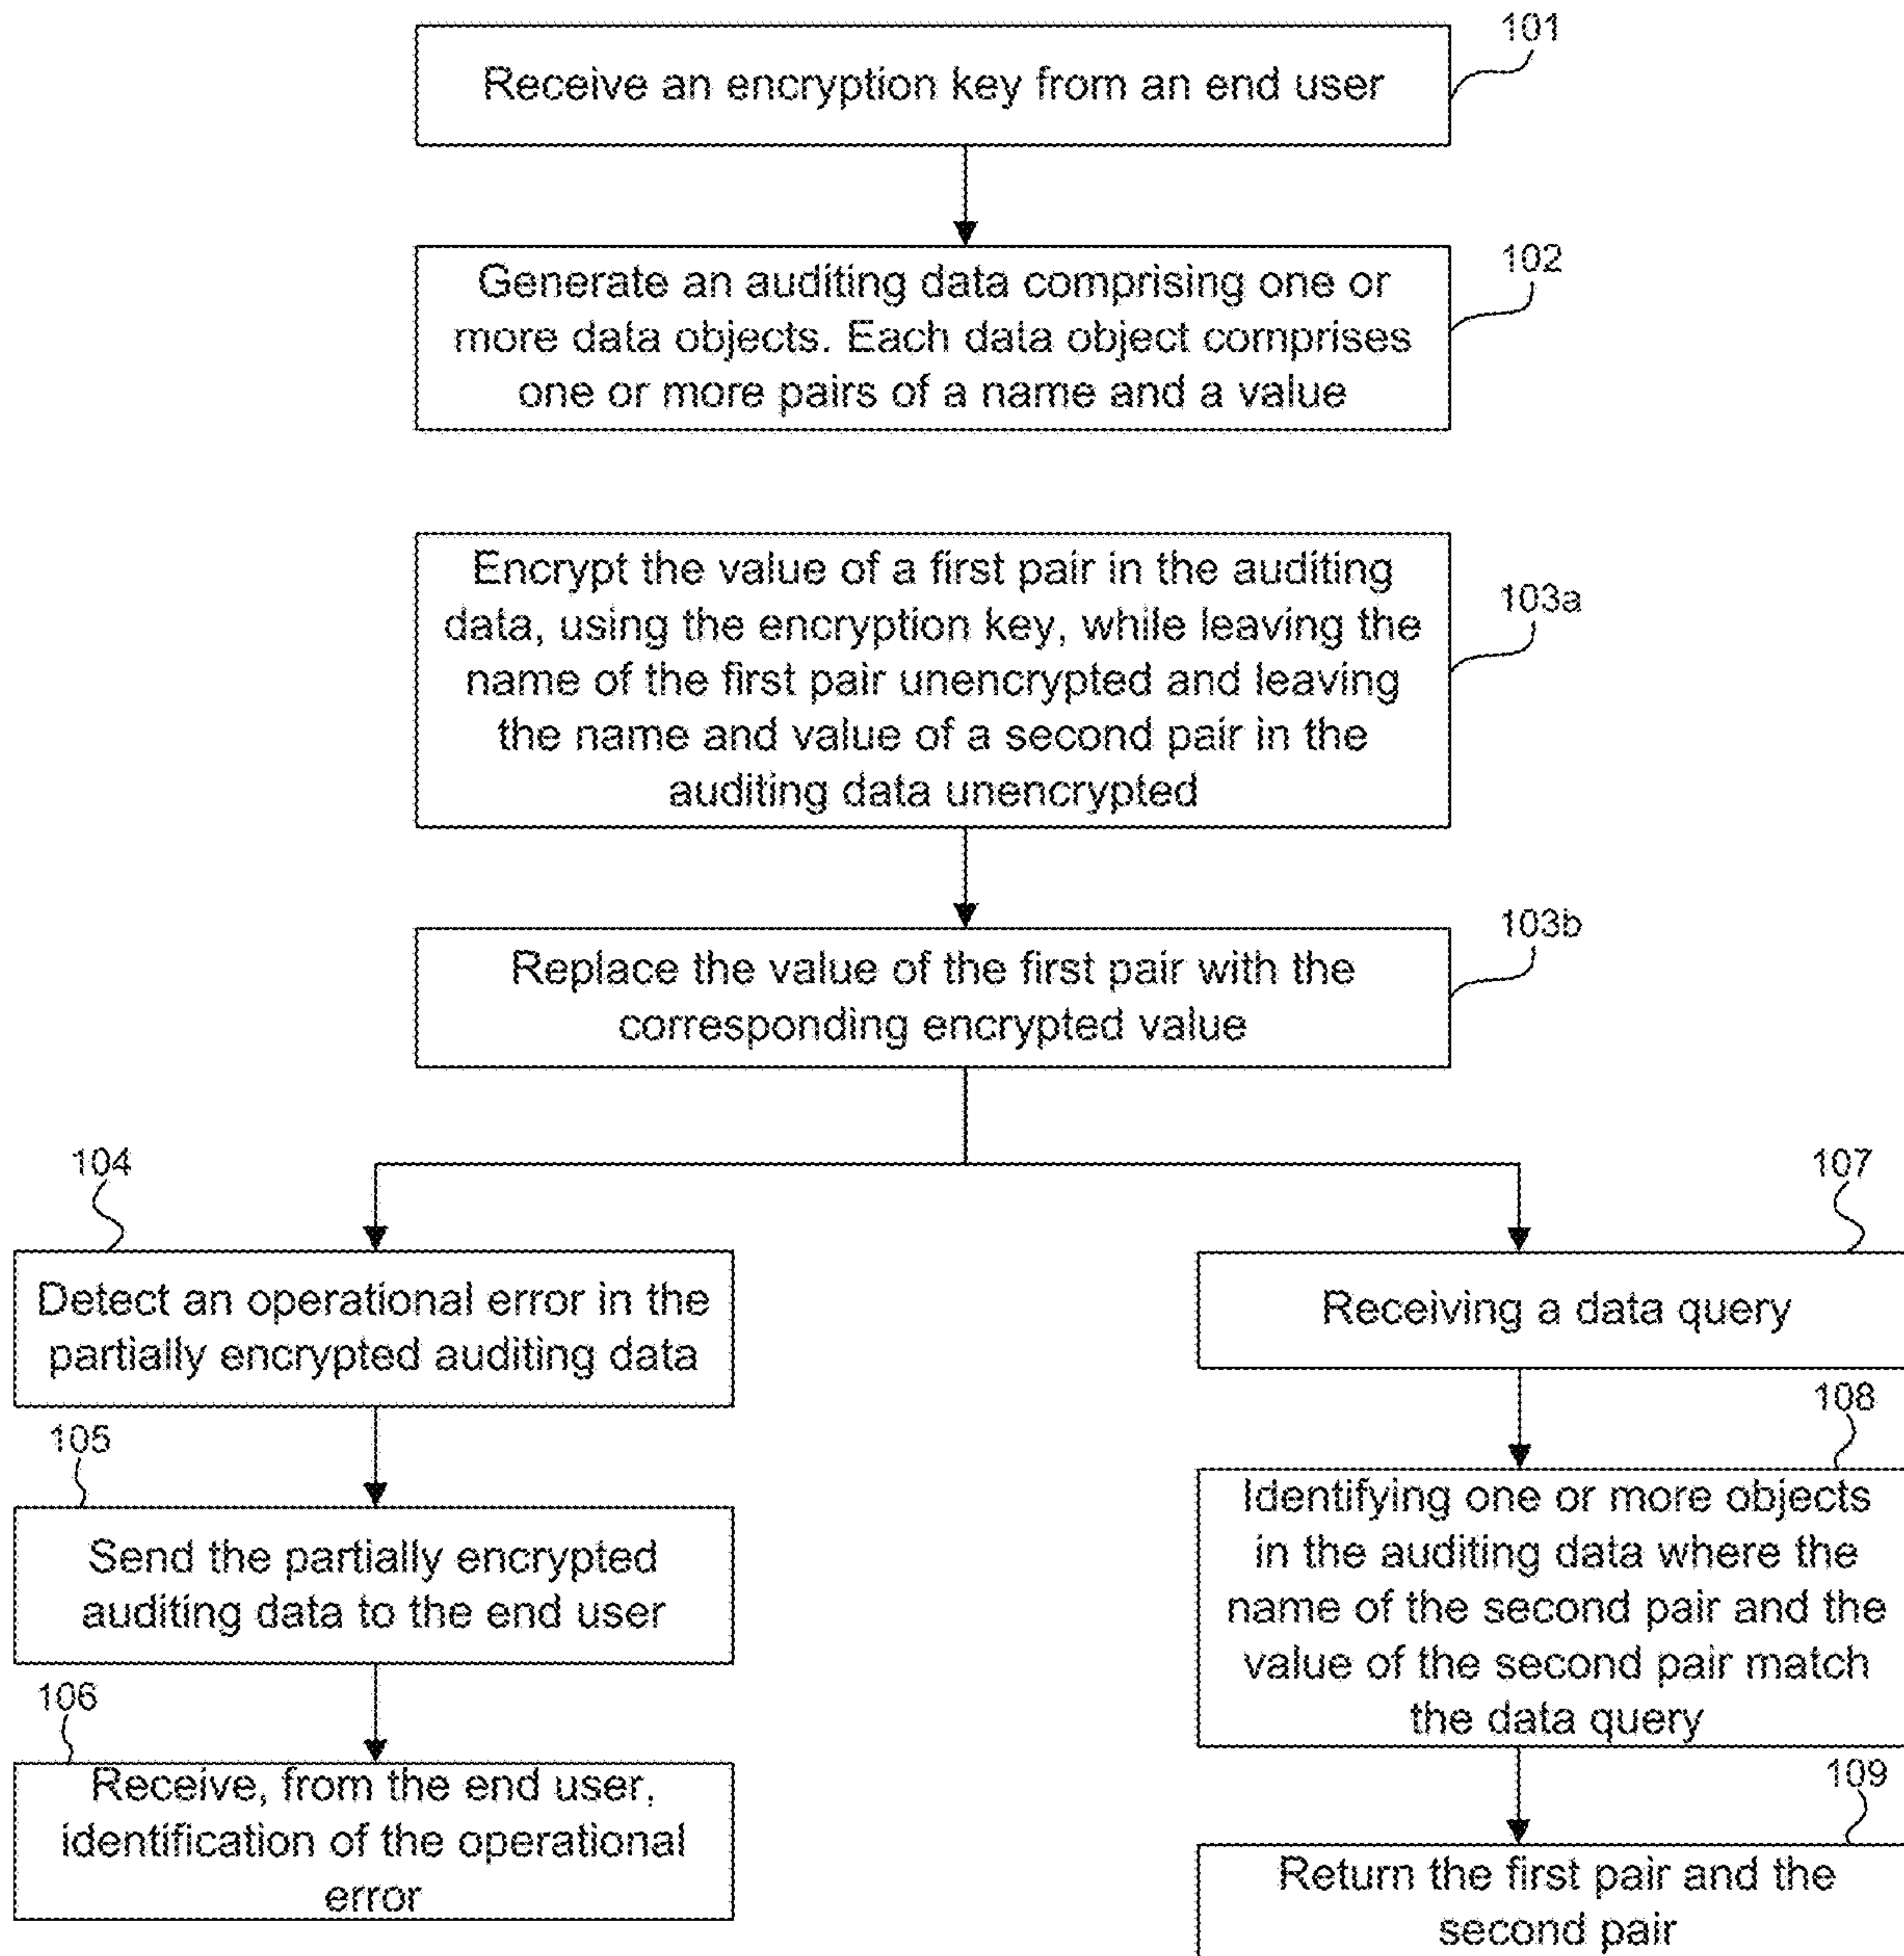 101
Receive an encryption key from an end user
102
Generate an auditing data comprising one or
more data objects. Each data object comprises
one or more pairs of a name and a value
103a
Encrypt the value of a first pair in the auditing
data, using the encryption key, while leaving the
name of the first pair unencrypted and leaving
the name and value of a second pair in the
auditing data unencrypted
103b
Replace the value of the first pair with the
corresponding encrypted value
104
Detect an operational error in the
partially encrypted auditing data
105
Send the partially encrypted
auditing data to the end user
106
Receive, from the end user,
identification of the operational
error
107
Receiving a data query
108
Identifying one or more objects
in the auditing data where the
name of the second pair and the
value of the second pair match
the data query
109
Return the first pair and the
second pair